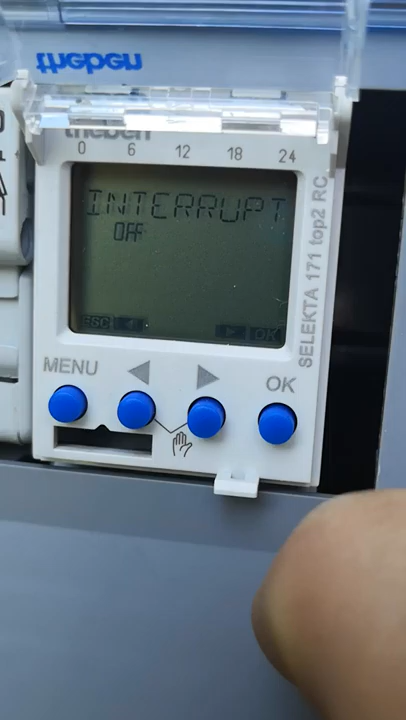 theben
theben
0 6 12 18 24
INTERRUPT
OFF
ESC ◀ ▶ OK
SELEKTA 171 top2 RC
MENU ◀ ▶ OK